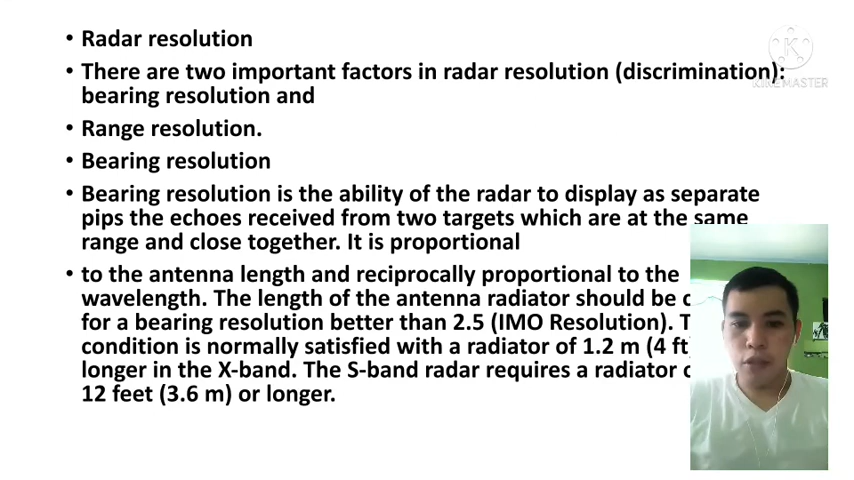 Radar resolution
There are two important factors in radar resolution (discrimination):
bearing resolution and
Range resolution.
Bearing resolution
Bearing resolution is the ability of the radar to display as separate
pips the echoes received from two targets which are at the same
range and close together. It is proportional
to the antenna length and reciprocally proportional to the
wavelength. The length of the antenna radiator should be
for a bearing resolution better than 2.5 (IMO Resolution).
condition is normally satisfied with a radiator of 1.2 m (4 ft)
longer in the X-band. The S-band radar requires a radiator
12 feet (3.6 m) or longer.
KINEMASTER